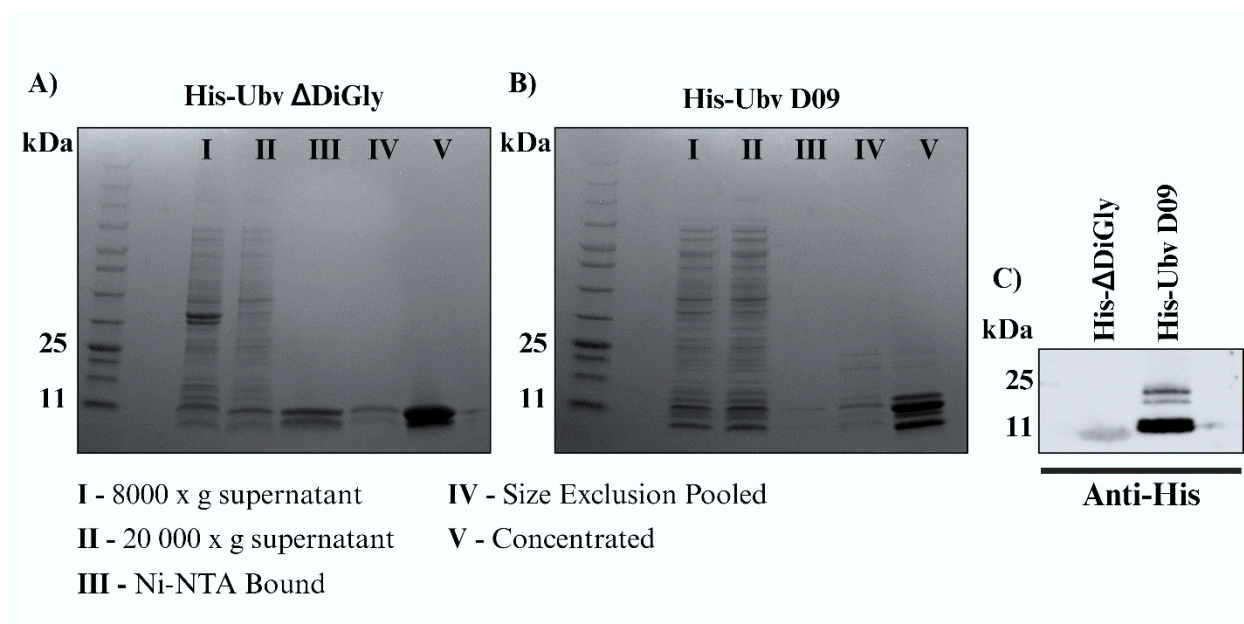 A)
His-Ubv ΔDiGly
kDa
I II III IV V
25
11
B)
His-Ubv D09
kDa
I II III IV V
25
11
C)
His-ΔDiGly
His-Ubv D09
kDa
25
11
Anti-His
I - 8000 x g supernatant
II - 20 000 x g supernatant
III - Ni-NTA Bound
IV - Size Exclusion Pooled
V - Concentrated